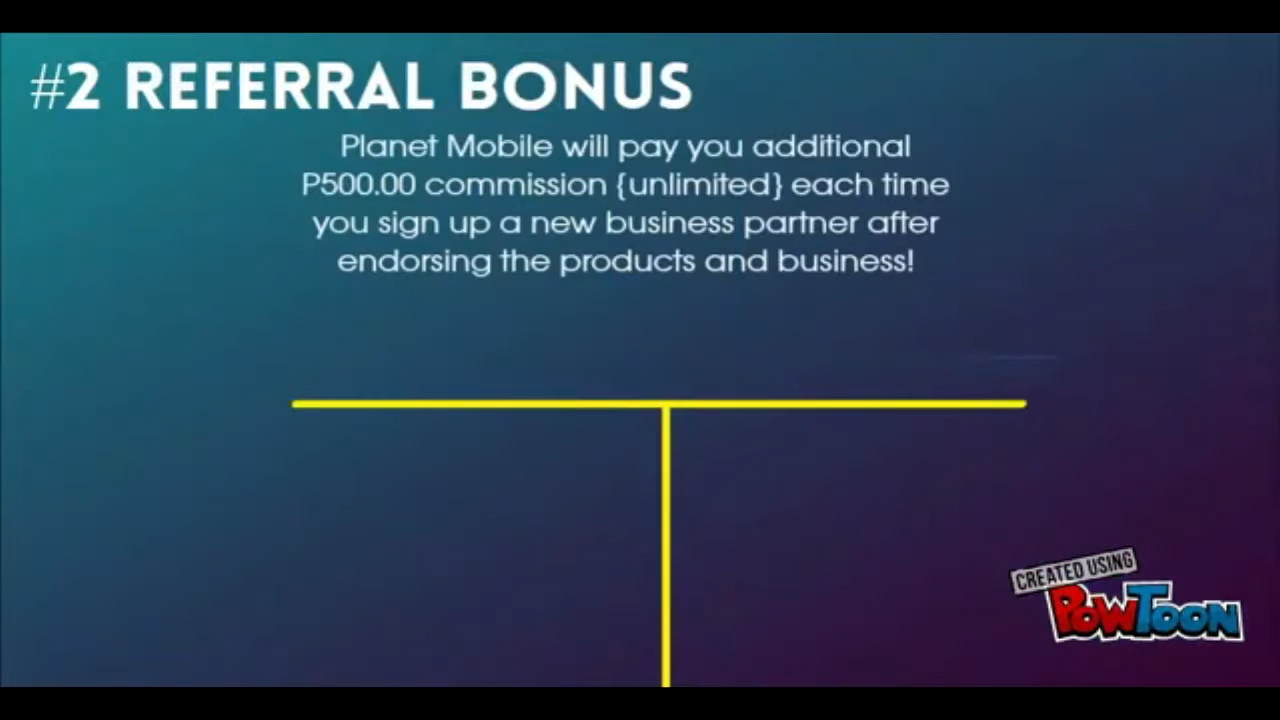 #2 REFERRAL BONUS
Planet Mobile will pay you additional
P500.00 commission {unlimited} each time
you sign up a new business partner after
endorsing the products and business!
CREATED USING
POWTOON